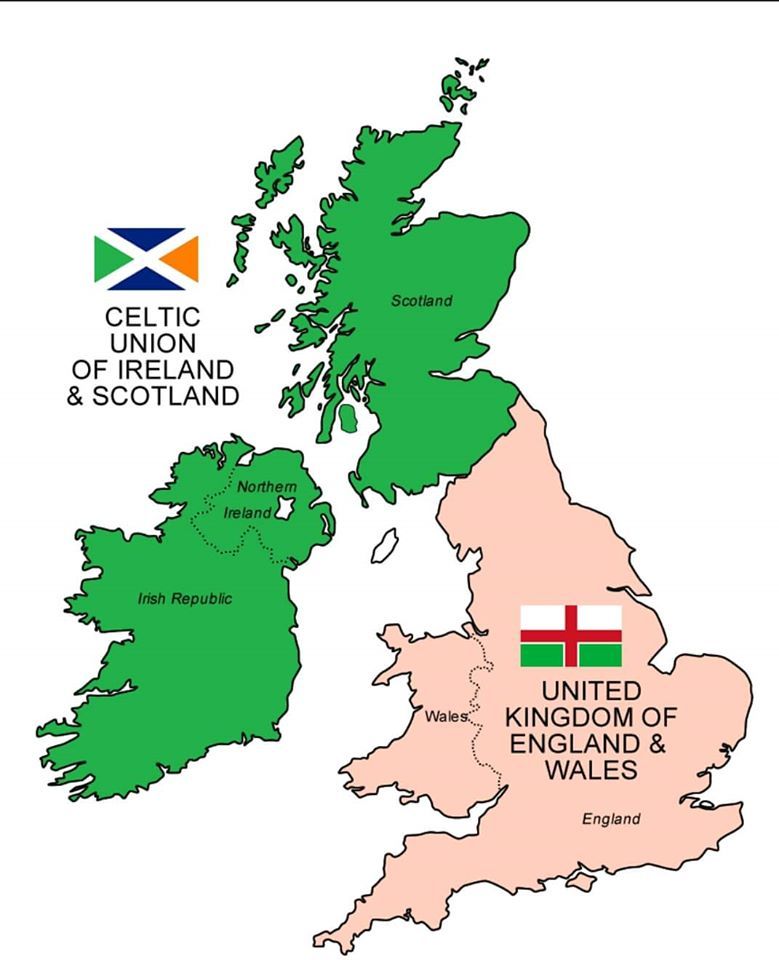 Scotland
CELTIC
UNION
OF IRELAND
& SCOTLAND
Northern
Ireland
Irish Republic
UNITED
KINGDOM OF
ENGLAND &
WALES
Wales
England